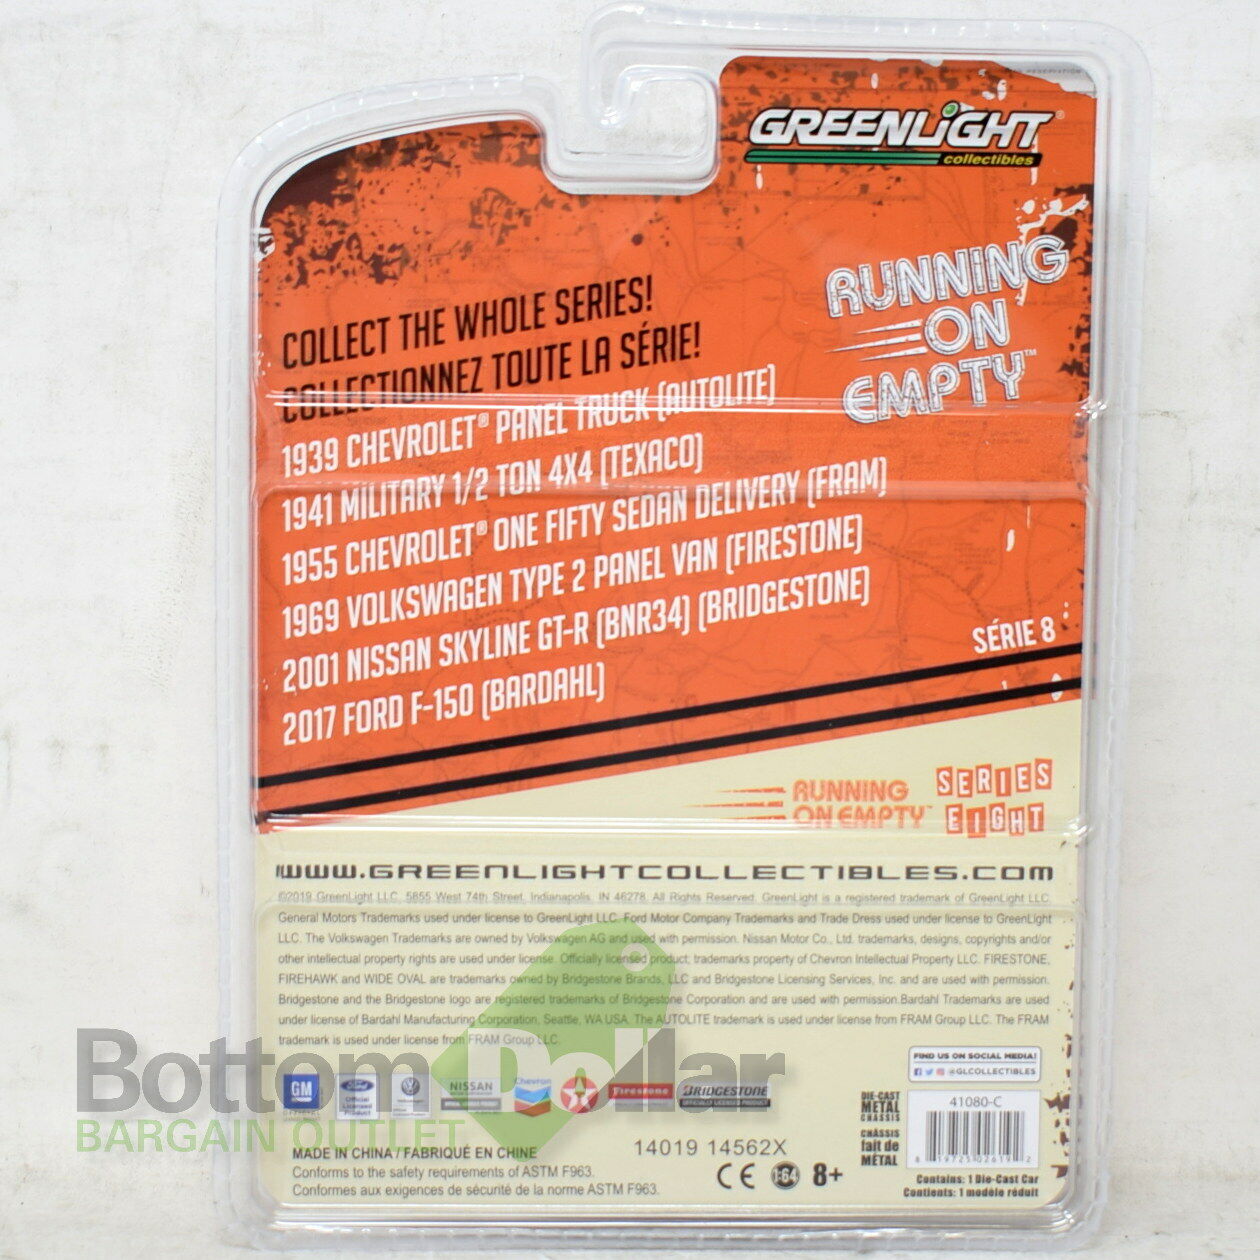 GREENLIGHT®
collectibles
RUNNING
ON
EMPTY™
COLLECT THE WHOLE SERIES!
COLLECTIONNEZ TOUTE LA SÉRIE!
1939 CHEVROLET® PANEL TRUCK (AUTOLITE)
1941 MILITARY 1/2 TON 4X4 (TEXACO)
1955 CHEVROLET® ONE FIFTY SEDAN DELIVERY (FRAM)
1969 VOLKSWAGEN TYPE 2 PANEL VAN (FIRESTONE)
2001 NISSAN SKYLINE GT-R (BNR34) (BRIDGESTONE)
2017 FORD F-150 (BARDAHL)
SÉRIE 8
RUNNING
ON EMPTY™
SERIES
EIGHT
WWW.GREENLIGHTCOLLECTIBLES.COM
©2019 GreenLight LLC, 5855 West 74th Street, Indianapolis, IN 46278. All Rights Reserved. GreenLight is a registered trademark of GreenLight LLC.
General Motors Trademarks used under license to GreenLight LLC. Ford Motor Company Trademarks and Trade Dress used under license to GreenLight
LLC. The Volkswagen Trademarks are owned by Volkswagen AG and used with permission. Nissan Motor Co., Ltd. trademarks, designs, copyrights and/or
other intellectual property rights are used under license. Officially licensed product; trademarks property of Chevron Intellectual Property LLC. FIRESTONE,
FIREHAWK and WIDE OVAL are trademarks owned by Bridgestone Brands, LLC and Bridgestone Licensing Services, Inc. and are used with permission.
Bridgestone and the Bridgestone logo are registered trademarks of Bridgestone Corporation and are used with permission.Bardahl Trademarks are used
under license of Bardahl Manufacturing Corporation, Seattle, WA USA. The AUTOLITE trademark is used under license from FRAM Group LLC. The FRAM
trademark is used under license from FRAM Group LLC.
Bottom Dollar
BARGAIN OUTLET
GM
Ford
Official
Licensed
Product
NISSAN
Chevron
Firestone
BRIDGESTONE
OFFICIALLY LICENSED PRODUCT
FIND US ON SOCIAL MEDIA!
@GLCOLLECTIBLES
DIE-CAST
METAL
CHASSIS
CHÂSSIS
fait de
MÉTAL
41080-C
8 19725 02619 2
MADE IN CHINA / FABRIQUÉ EN CHINE
Conforms to the safety requirements of ASTM F963.
Conformes aux exigences de sécurité de la norme ASTM F963.
14019 14562X
CE 1:64 8+
Contains: 1 Die-Cast Car
Contients: 1 modèle réduit